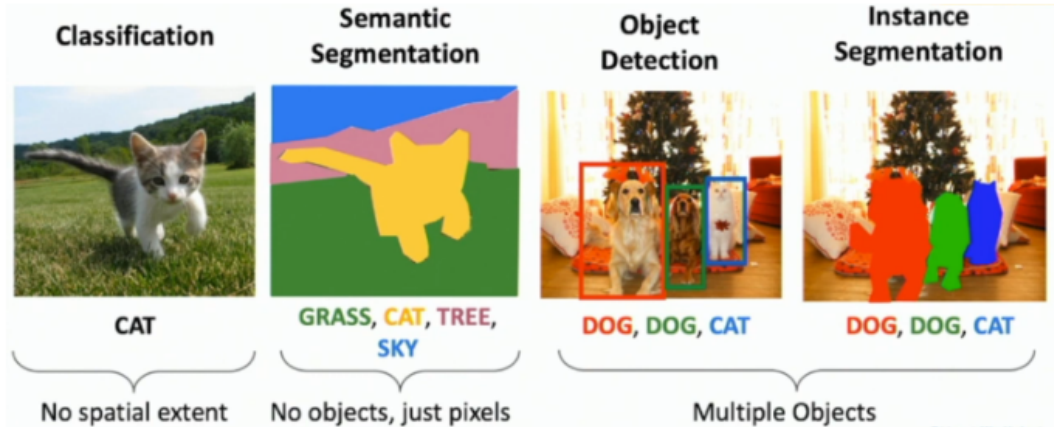 Classification
Semantic
Segmentation
Object
Detection
Instance
Segmentation
CAT
GRASS, CAT, TREE,
SKY
DOG, DOG, CAT
DOG, DOG, CAT
No spatial extent
No objects, just pixels
Multiple Objects